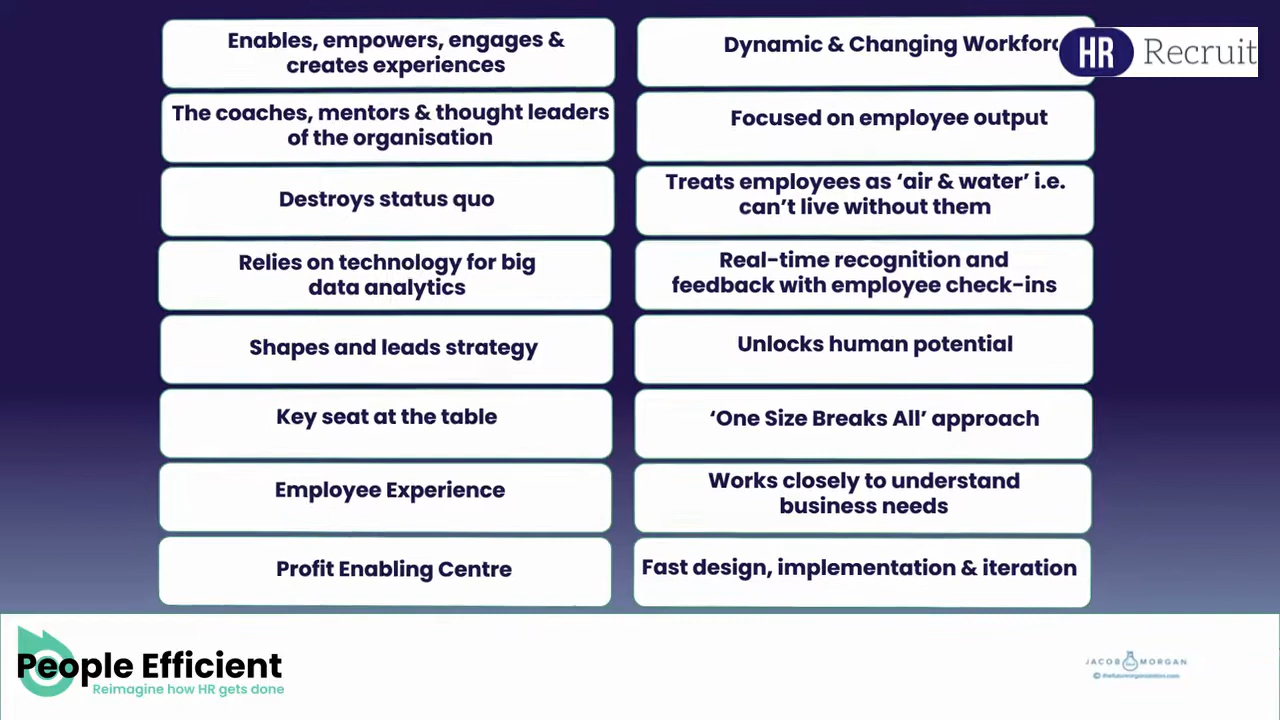 Enables, empowers, engages &
creates experiences
The coaches, mentors & thought leaders
of the organisation
Destroys status quo
Relies on technology for big
data analytics
Shapes and leads strategy
Key seat at the table
Employee Experience
Profit Enabling Centre
Dynamic & Changing
HR Recruit
Focused on employee output
Treats employees as ‘air & water’ i.e.
can’t live without them
Real-time recognition and
feedback with employee check-ins
Unlocks human potential
‘One Size Breaks All’ approach
Works closely to understand
business needs
Fast design, implementation & iteration
People Efficient
Reimagine how HR gets done
JACOB MORGAN
© thefutureorganization.com